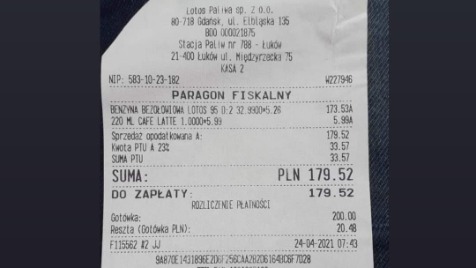 Lotos Paliwa sp. z o.o.
80-718 Gdańsk, ul. Elbląska 135
BDO 000021875
Stacja Paliw nr 788 - Łuków
21-400 Łuków ul. Międzyrzecka 75
KASA 2
NIP: 583-10-23-182 W227946
PARAGON FISKALNY
BENZYNA BEZOŁOWIOWA LOTOS 95 D:2 32.9900*5.26 173.53A
220 ML CAFE LATTE 1.0000*5.99 5.99A
Sprzedaż opodatkowana A: 179.52
Kwota PTU A 23% 33.57
SUMA PTU 33.57
SUMA: PLN 179.52
DO ZAPŁATY: 179.52
ROZLICZENIE PŁATNOŚCI
Gotówka: 200.00
Reszta (Gotówka PLN): 20.48
F115562 #2 JJ 24-04-2021 07:43